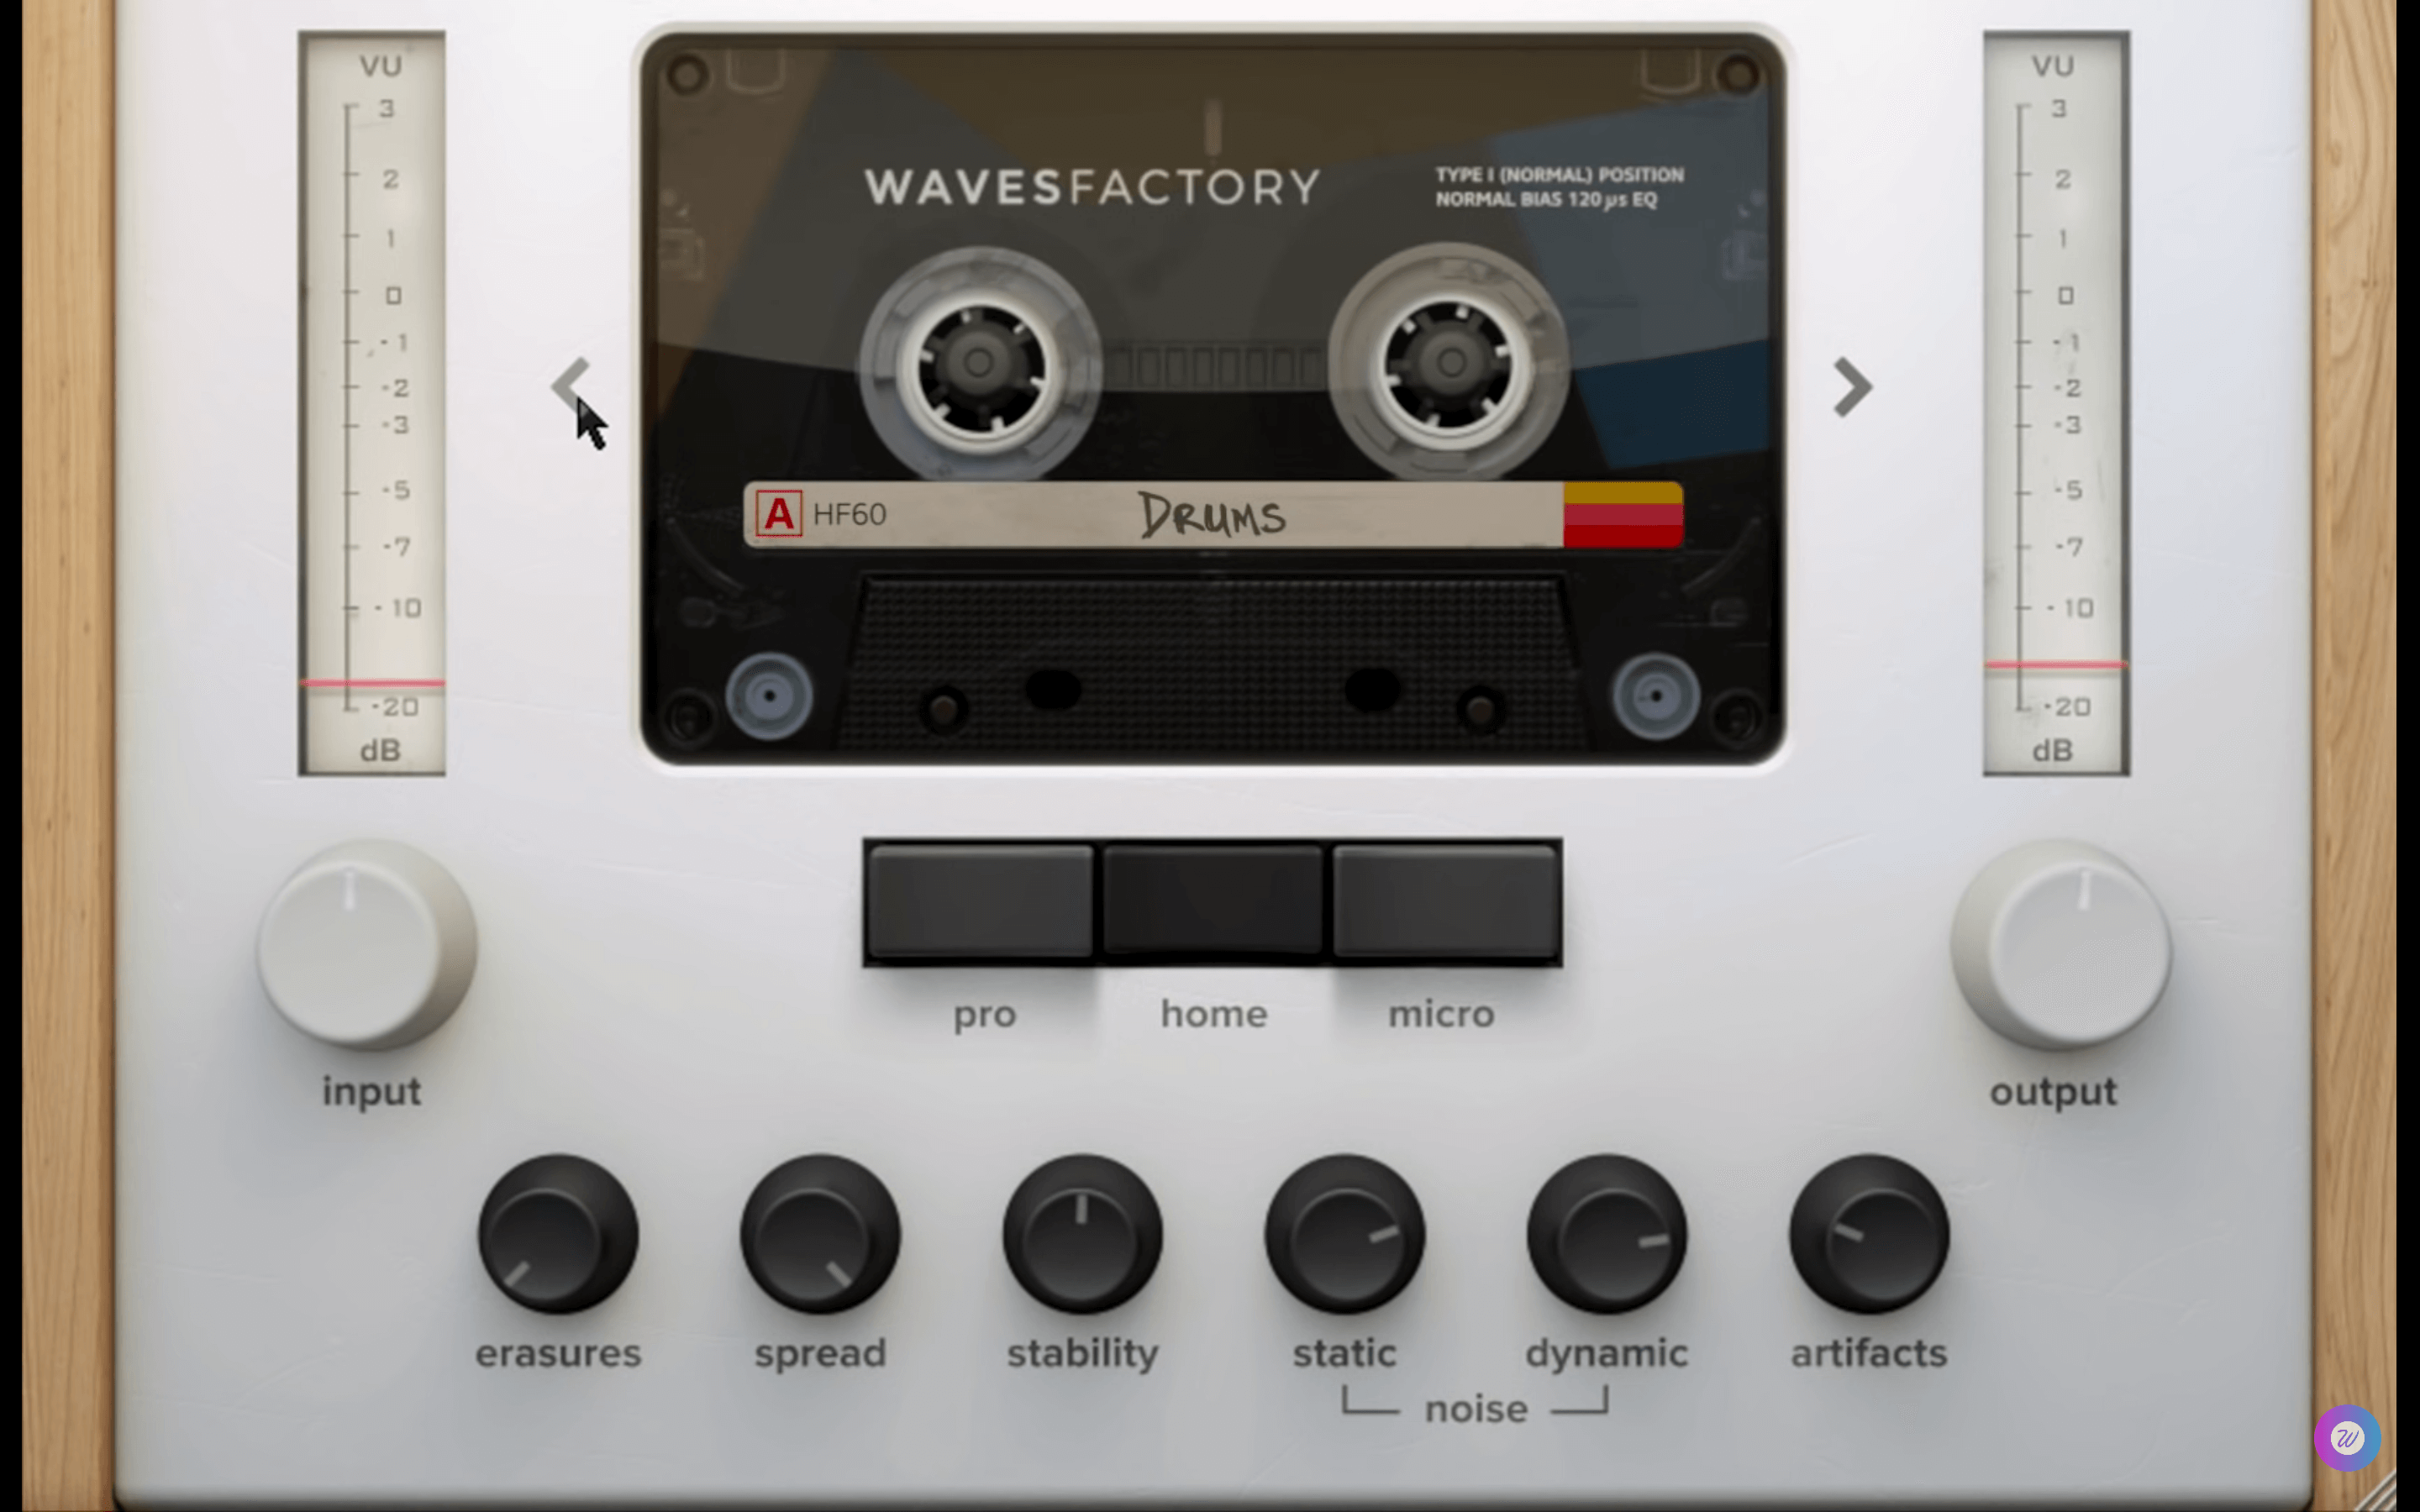 VU
3
2
1
0
-1
-2
-3
-5
-7
-10
-20
dB
WAVESFACTORY
TYPE I (NORMAL) POSITION
NORMAL BIAS 120 µs EQ
A HF60 DRUMS
VU
3
2
1
0
-1
-2
-3
-5
-7
-10
-20
dB
pro home micro
input
output
erasures spread stability static dynamic artifacts
noise
W